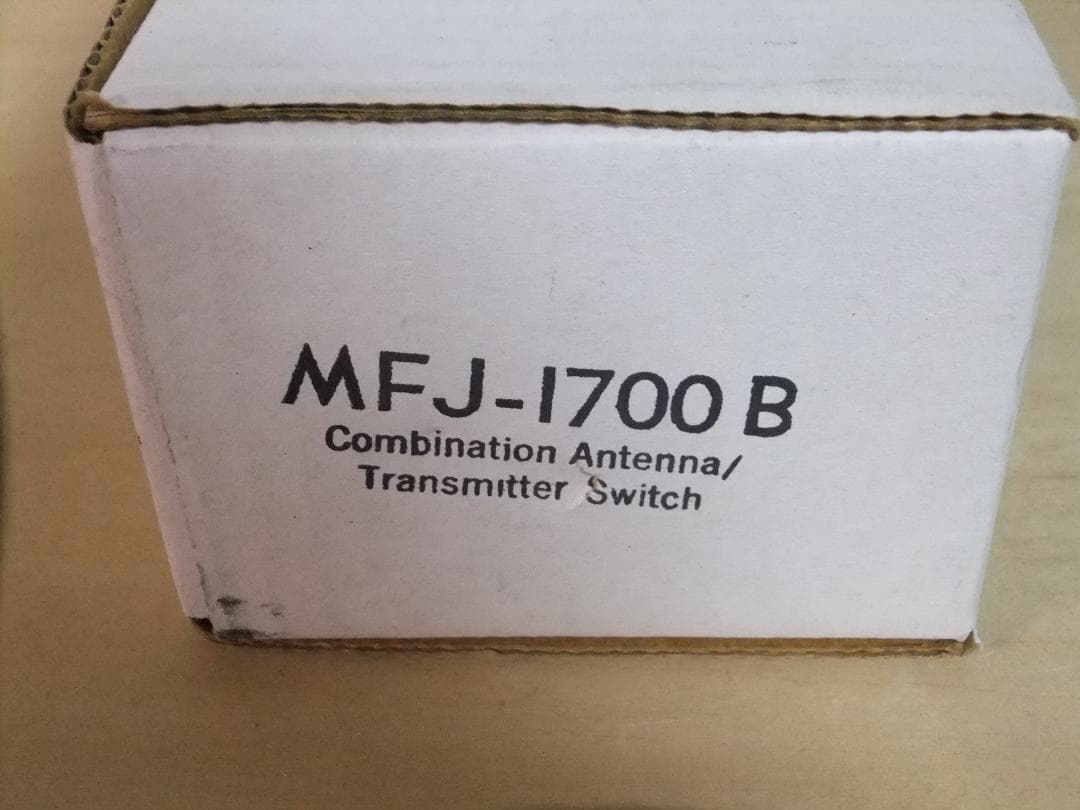 MFJ-1700 B
Combination Antenna/
Transmitter Switch